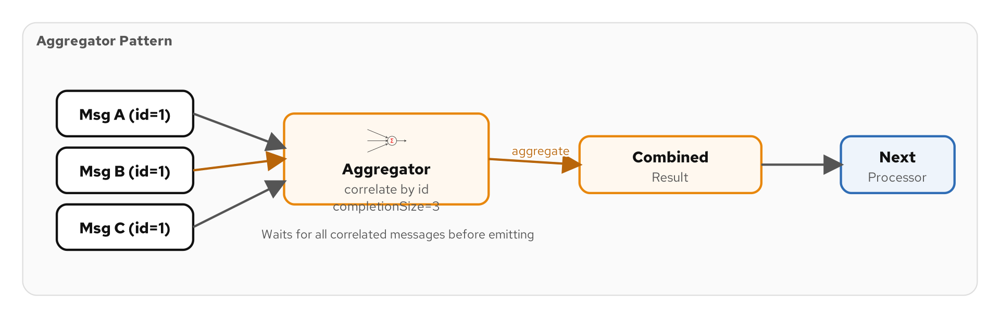 Aggregator Pattern
Msg A (id=1)
Msg B (id=1)
Msg C (id=1)
Σ
Aggregator
correlate by id
completionSize=3
Waits for all correlated messages before emitting
aggregate
Combined
Result
Next
Processor